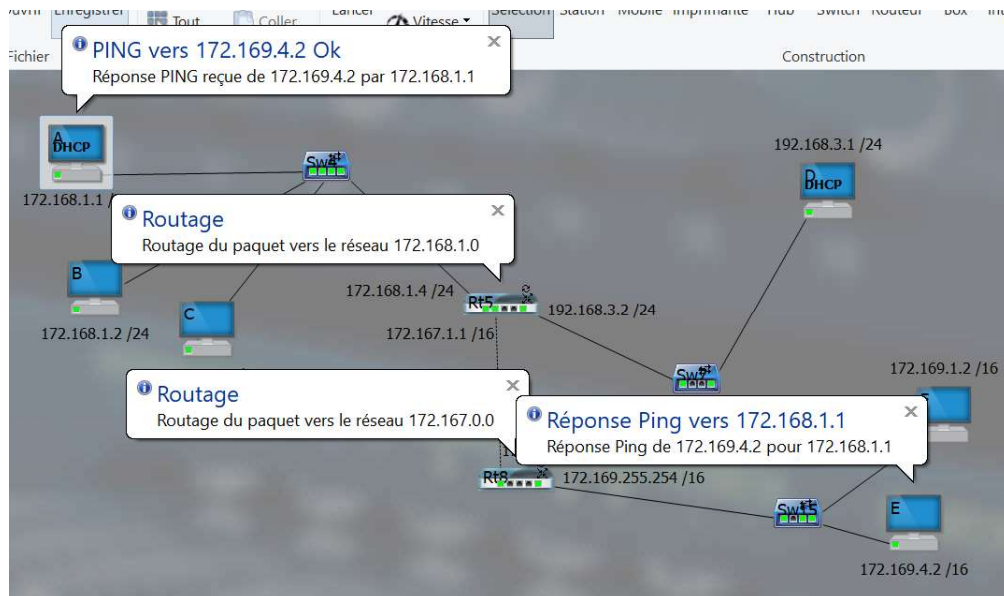 Enregistrer
Tout
Coller
Lancer
Vitesse
Sélection Station Mobile Imprimante Hub Switch Routeur Box
Fichier
Construction
PING vers 172.169.4.2 Ok
Réponse PING reçue de 172.169.4.2 par 172.168.1.1
A
DHCP
172.168.1.1 /
Sw4
192.168.3.1 /24
D
DHCP
Routage
Routage du paquet vers le réseau 172.168.1.0
B
172.168.1.2 /24
C
172.168.1.4 /24
Rt5
192.168.3.2 /24
172.167.1.1 /16
Sw7
172.169.1.2 /16
Routage
Routage du paquet vers le réseau 172.167.0.0
Réponse Ping vers 172.168.1.1
Réponse Ping de 172.169.4.2 pour 172.168.1.1
Rt8
172.169.255.254 /16
Sw15
E
172.169.4.2 /16